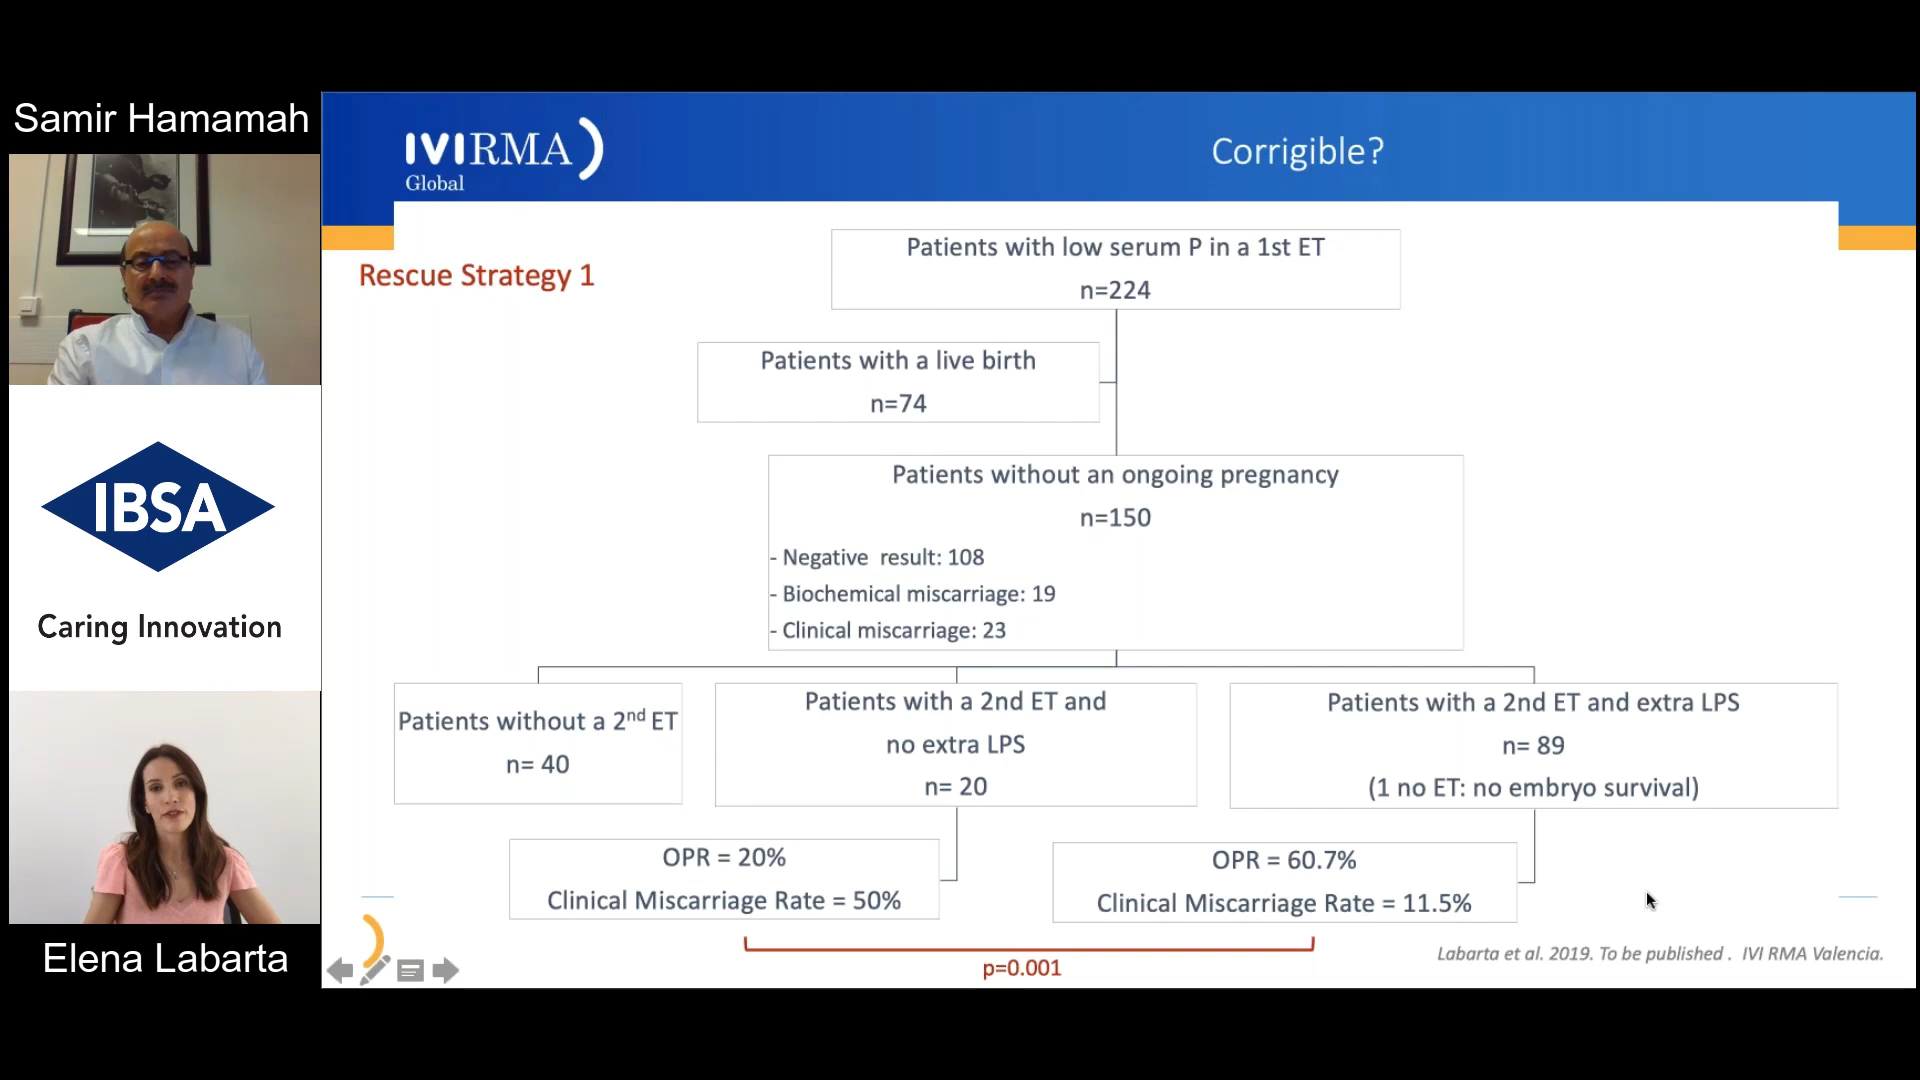 Samir Hamamah
IBSA
Caring Innovation
Elena Labarta
IVIRMA
Global
Corrigible?
Rescue Strategy 1
Patients with low serum P in a 1st ET
n=224
Patients with a live birth
n=74
Patients without an ongoing pregnancy
n=150
- Negative result: 108
- Biochemical miscarriage: 19
- Clinical miscarriage: 23
Patients without a 2nd ET
n= 40
Patients with a 2nd ET and
no extra LPS
n= 20
Patients with a 2nd ET and extra LPS
n= 89
(1 no ET: no embryo survival)
OPR = 20%
Clinical Miscarriage Rate = 50%
OPR = 60.7%
Clinical Miscarriage Rate = 11.5%
p=0.001
Labarta et al. 2019. To be published . IVI RMA Valencia.